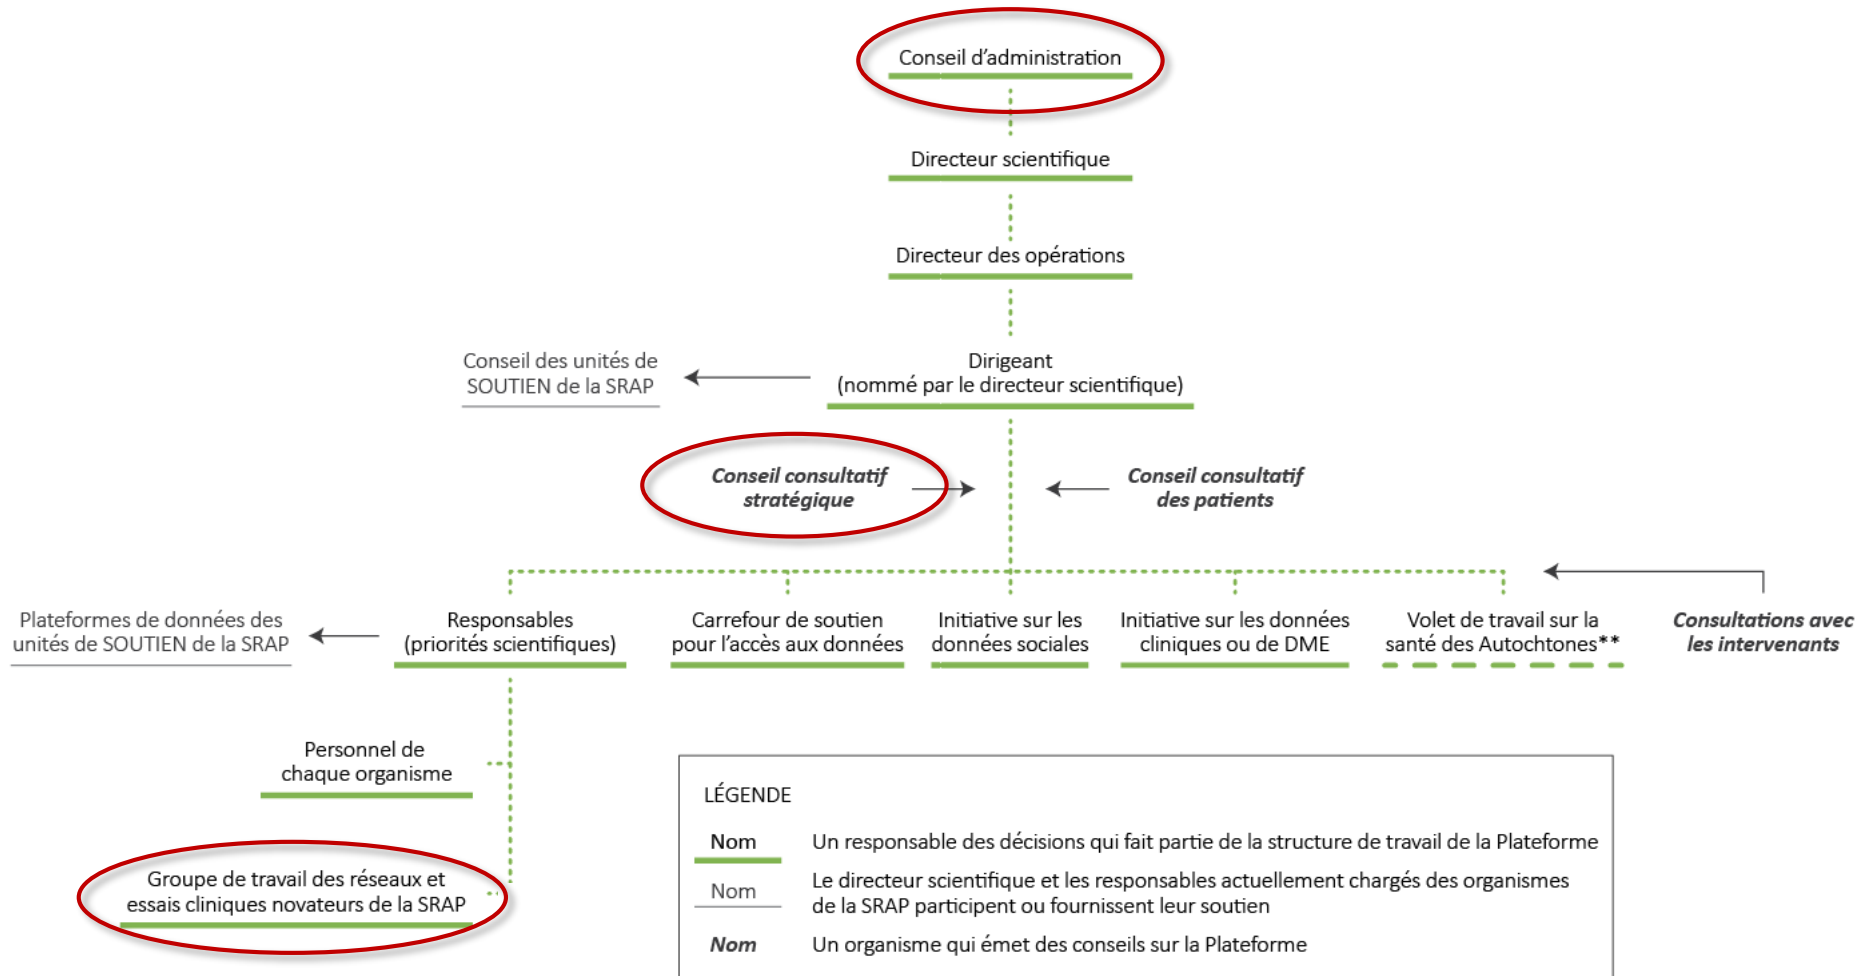 Conseil d'administration
Directeur scientifique
Directeur des opérations
Conseil des unités de
SOUTIEN de la SRAP
Dirigeant
(nommé par le directeur scientifique)
Conseil consultatif
stratégique
Conseil consultatif
des patients
Plateformes de données des
unités de SOUTIEN de la SRAP
Responsables
(priorités scientifiques)
Carrefour de soutien
pour l'accès aux données
Initiative sur les
données sociales
Initiative sur les données
cliniques ou de DME
Volet de travail sur la
santé des Autochtones**
Consultations avec
les intervenants
Personnel de
chaque organisme
Groupe de travail des réseaux et
essais cliniques novateurs de la SRAP
LÉGENDE
Nom Un responsable des décisions qui fait partie de la structure de travail de la Plateforme
Nom Le directeur scientifique et les responsables actuellement chargés des organismes
de la SRAP participent ou fournissent leur soutien
Nom Un organisme qui émet des conseils sur la Plateforme